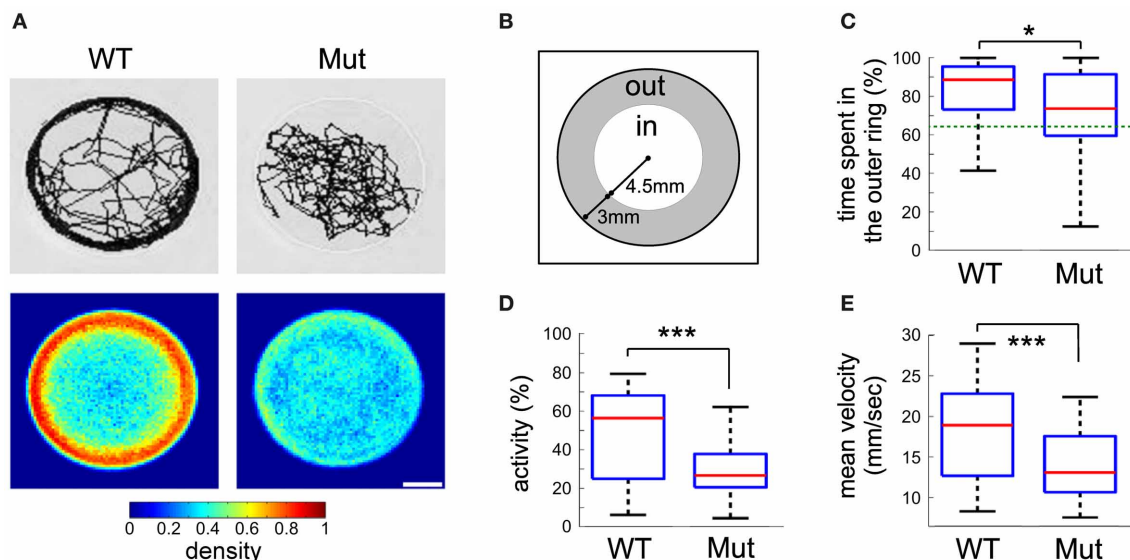 A
WT Mut
0 0.2 0.4 0.6 0.8 1
density
B
out
in
4.5mm
3mm
C
time spent in
the outer ring (%)
100
80
60
40
20
0
*
WT Mut
D
activity (%)
100
80
60
40
20
0
***
WT Mut
E
mean velocity
(mm/sec)
30
25
20
15
10
***
WT Mut